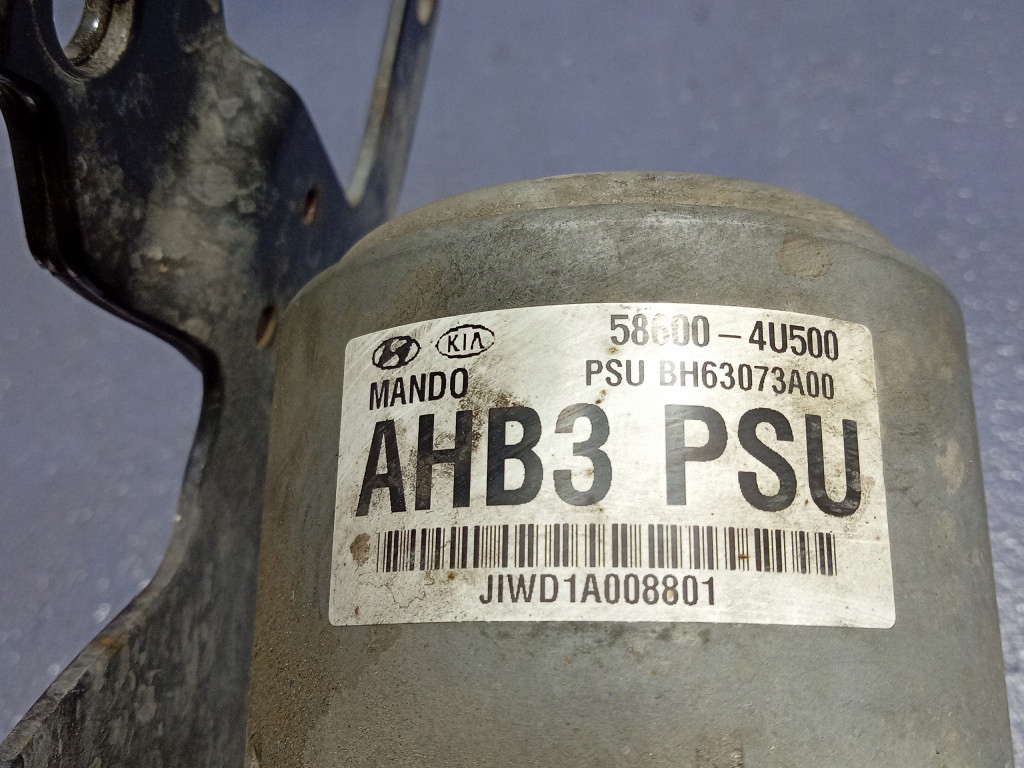 KIA 58600-4U500
MANDO PSU BH63073A00
AHB3 PSU
JIWD1A008801